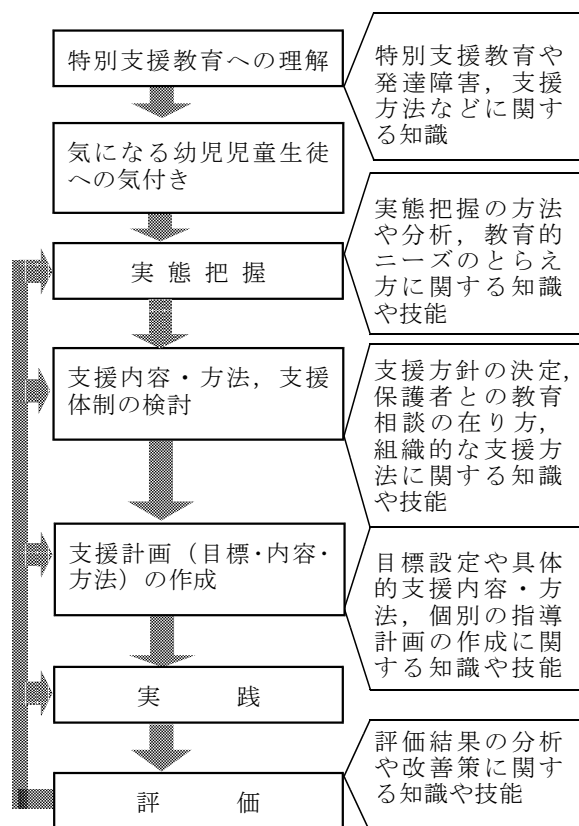 特別支援教育への理解
特別支援教育や
発達障害，支援
方法などに関す
る知識
気になる幼児児童生徒
への気付き
実態把握
実態把握の方法
や分析，教育的
ニーズのとらえ
方に関する知識
や技能
支援内容・方法，支援
体制の検討
支援方針の決定，
保護者との教育
相談の在り方，
組織的な支援方
法に関する知識
や技能
支援計画（目標・内容・
方法）の作成
目標設定や具体
的支援内容・方
法，個別の指導
計画の作成に関
する知識や技能
実　　践
評　　価
評価結果の分析
や改善策に関す
る知識や技能